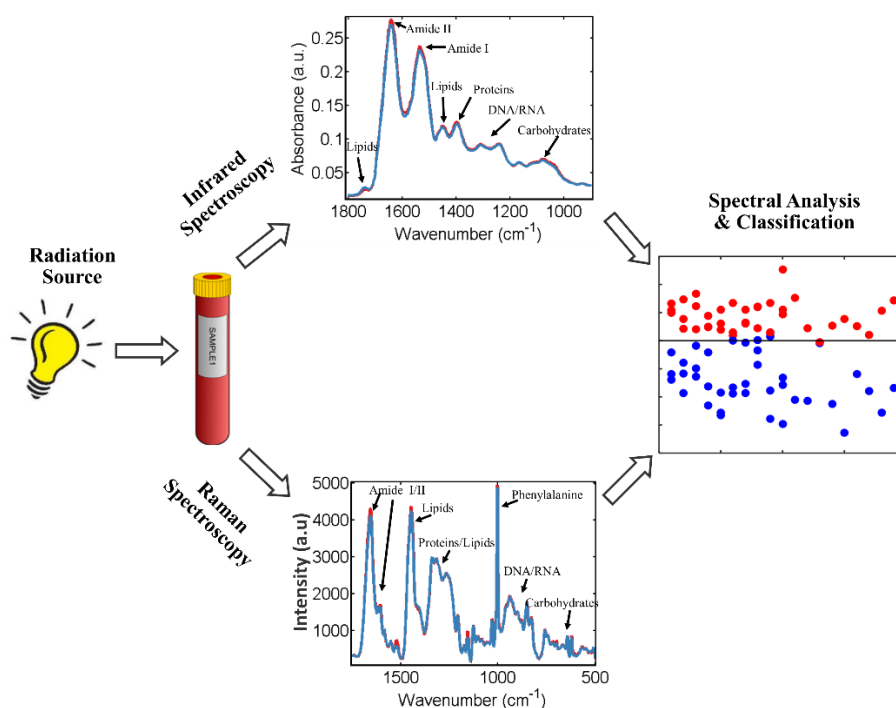 Radiation
Source
SAMPLE1
Infrared
Spectroscopy
Absorbance (a.u.)
0.25
0.2
0.15
0.1
0.05
Amide II
Amide I
Lipids
Proteins
DNA/RNA
Carbohydrates
Lipids
1800
1600
1400
1200
1000
Wavenumber (cm⁻¹)
Raman
Spectroscopy
Intensity (a.u)
5000
4000
3000
2000
1000
Amide I/II
Lipids
Proteins/Lipids
Phenylalanine
DNA/RNA
Carbohydrates
1500
1000
500
Wavenumber (cm⁻¹)
Spectral Analysis
& Classification